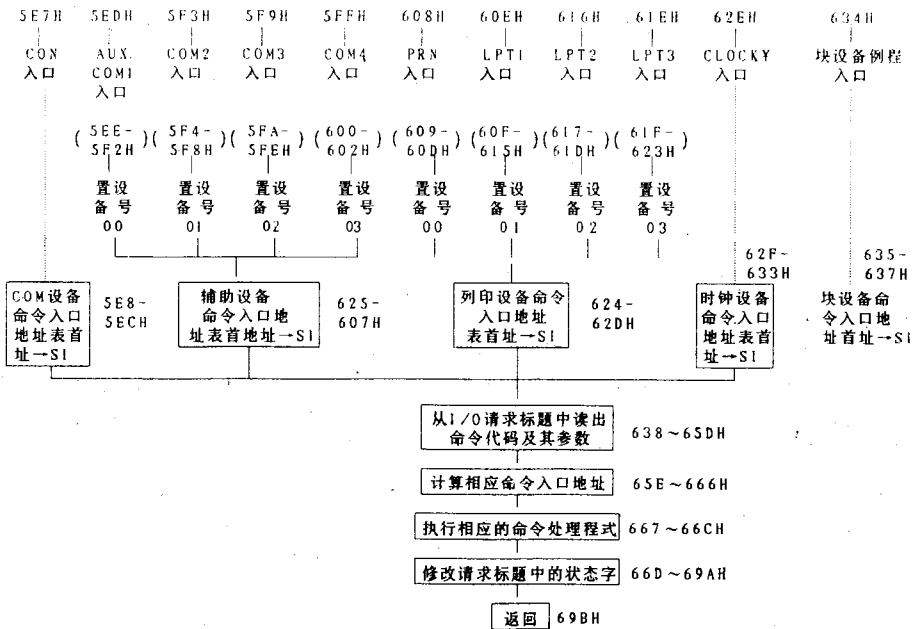 5E7H 5EDH 5F3H 5F9H 5FFH 608H 60EH 616H 61EH 62EH 634H
CON AUX. COM2 COM3 COM4 PRN LPT1 LPT2 LPT3 CLOCKY 块设备例程
入口 COM1 入口 入口 入口 入口 入口 入口 入口 入口 入口
入口
(5EE- )(5F4- )(5FA- )(600- )(609- )(60F- )(617- )(61F- )
5F2H 5F8H 5FEH 602H 60DH 615H 61DH 623H
置设 置设 置设 置设 置设 置设 置设 置设
备号 备号 备号 备号 备号 备号 备号 备号
00 01 02 03 00 01 02 03
62F- 635-
633H 637H
COM设备 5E8- 辅助设备 625- 列印设备命令 624- 时钟设备 块设备命
命令入口 5ECH 命令入口地 607H 入口地址 62DH 命令入口 令入口地
地址表首 址表首地址→SI 表首址→SI 地址表首 址首址→SI
址→SI 址→SI
从I/O请求标题中读出
命令代码及其参数 638~65DH
计算相应命令入口地址 65E~666H
执行相应的命令处理程式 667~66CH
修改请求标题中的状态字 66D~69AH
返回 69BH